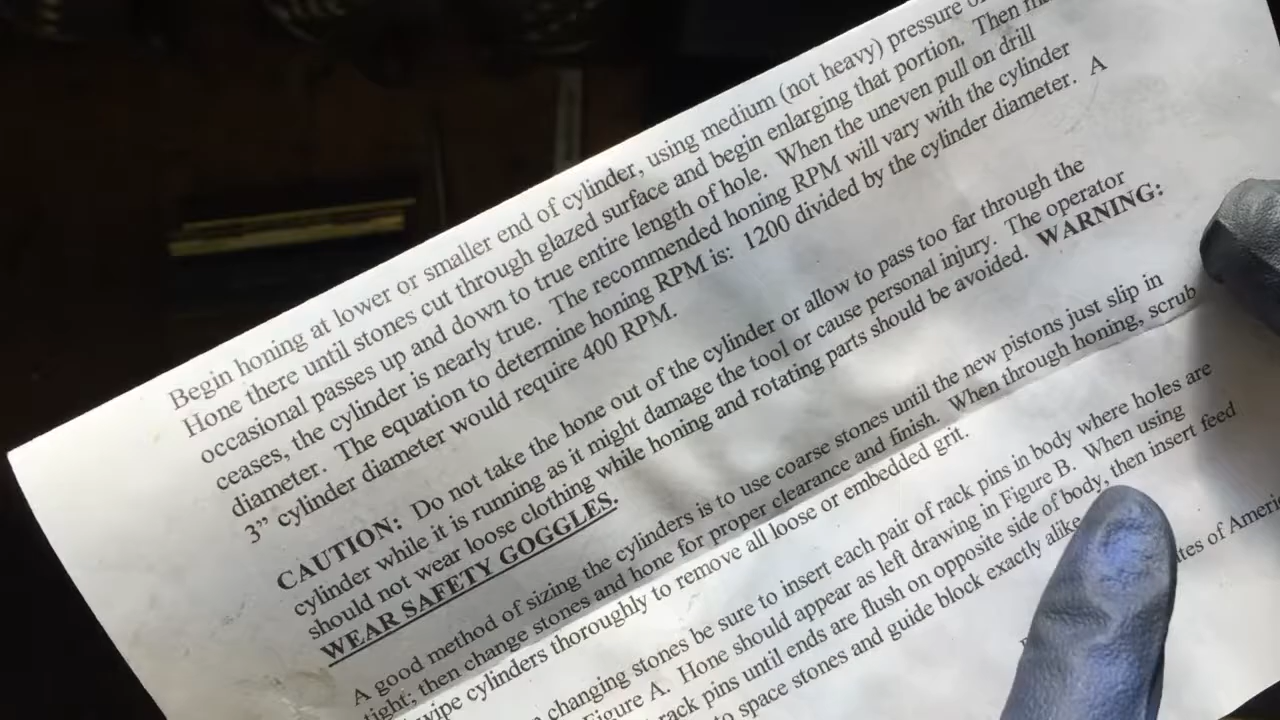 Begin honing at lower or smaller end of cylinder, using medium (not heavy) pressure
Hone there until stones cut through glazed surface and begin enlarging that portion. Then
occasional passes up and down to true entire length of hole. When the uneven pull on drill
ceases, the cylinder is nearly true. The recommended honing RPM will vary with the cylinder
diameter. The equation to determine honing RPM is: 1200 divided by the cylinder diameter. A
3” cylinder diameter would require 400 RPM.
CAUTION: Do not take the hone out of the cylinder or allow to pass too far through the
cylinder while it is running as it might damage the tool or cause personal injury. The operator
should not wear loose clothing while honing and rotating parts should be avoided. WARNING:
WEAR SAFETY GOGGLES.
A good method of sizing the cylinders is to use coarse stones until the new pistons just slip in
tight; then change stones and hone for proper clearance and finish. When through honing, scrub
wipe cylinders thoroughly to remove all loose or embedded grit.
changing stones be sure to insert each pair of rack pins in body where holes are
Figure A. Hone should appear as left drawing in Figure B. When using
rack pins until ends are flush on opposite side of body, then insert feed
to space stones and guide block exactly alike